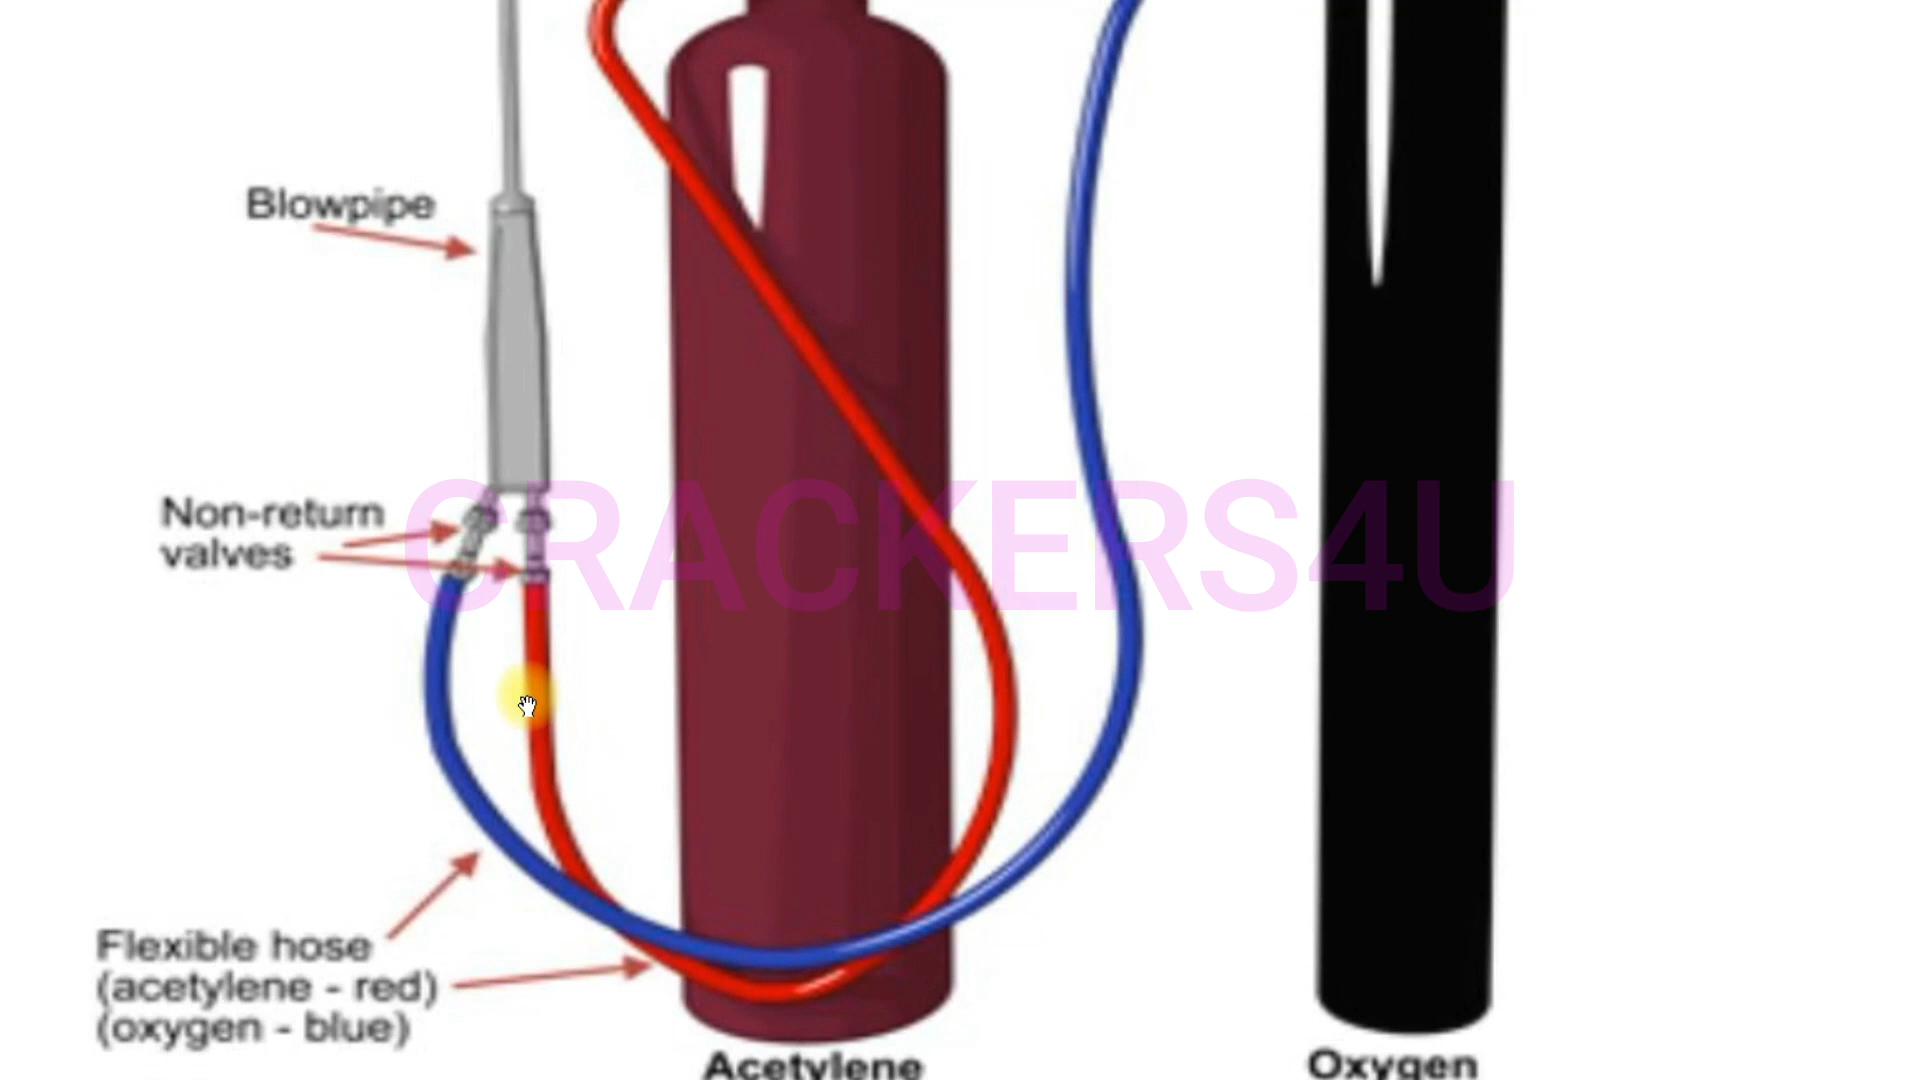 Blowpipe
Non-return
valves
CRACKERS4U
Flexible hose
(acetylene - red)
(oxygen - blue)
Acetylene
Oxygen